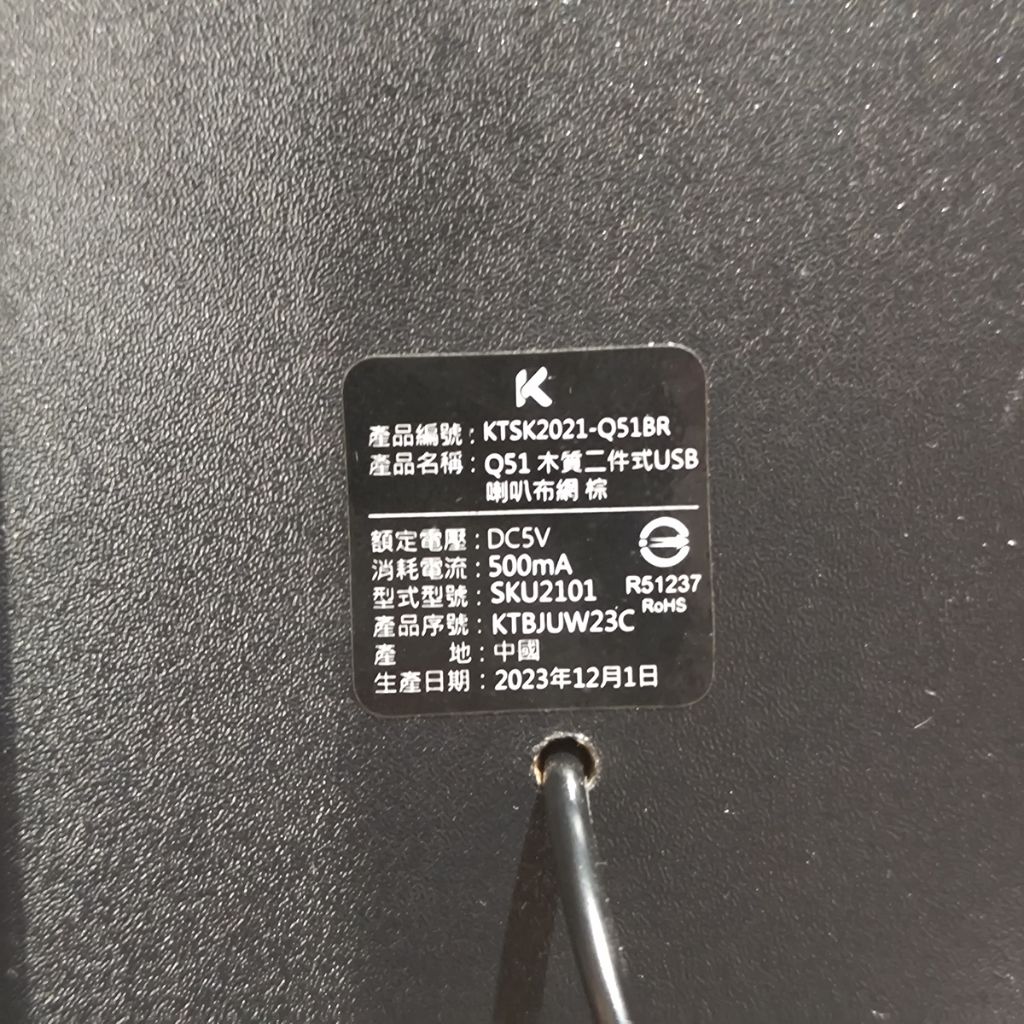 K
產品編號：KTSK2021-Q51BR
產品名稱：Q51 木質二件式USB
喇叭布網 棕
額定電壓：DC5V
消耗電流：500mA
型式型號：SKU2101
R51237
RoHS
產品序號：KTBJUW23C
產 地：中國
生產日期：2023年12月1日